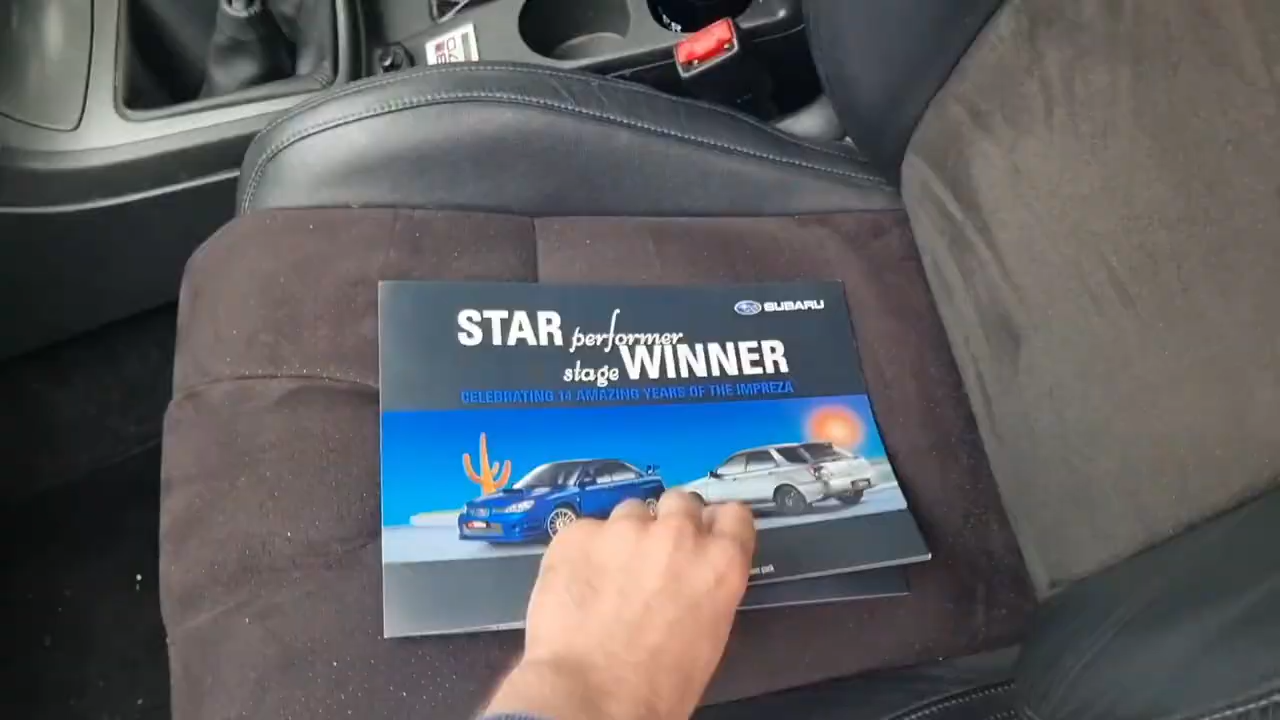 SUBARU
STAR performer
stage WINNER
CELEBRATING 14 AMAZING YEARS OF THE IMPREZA